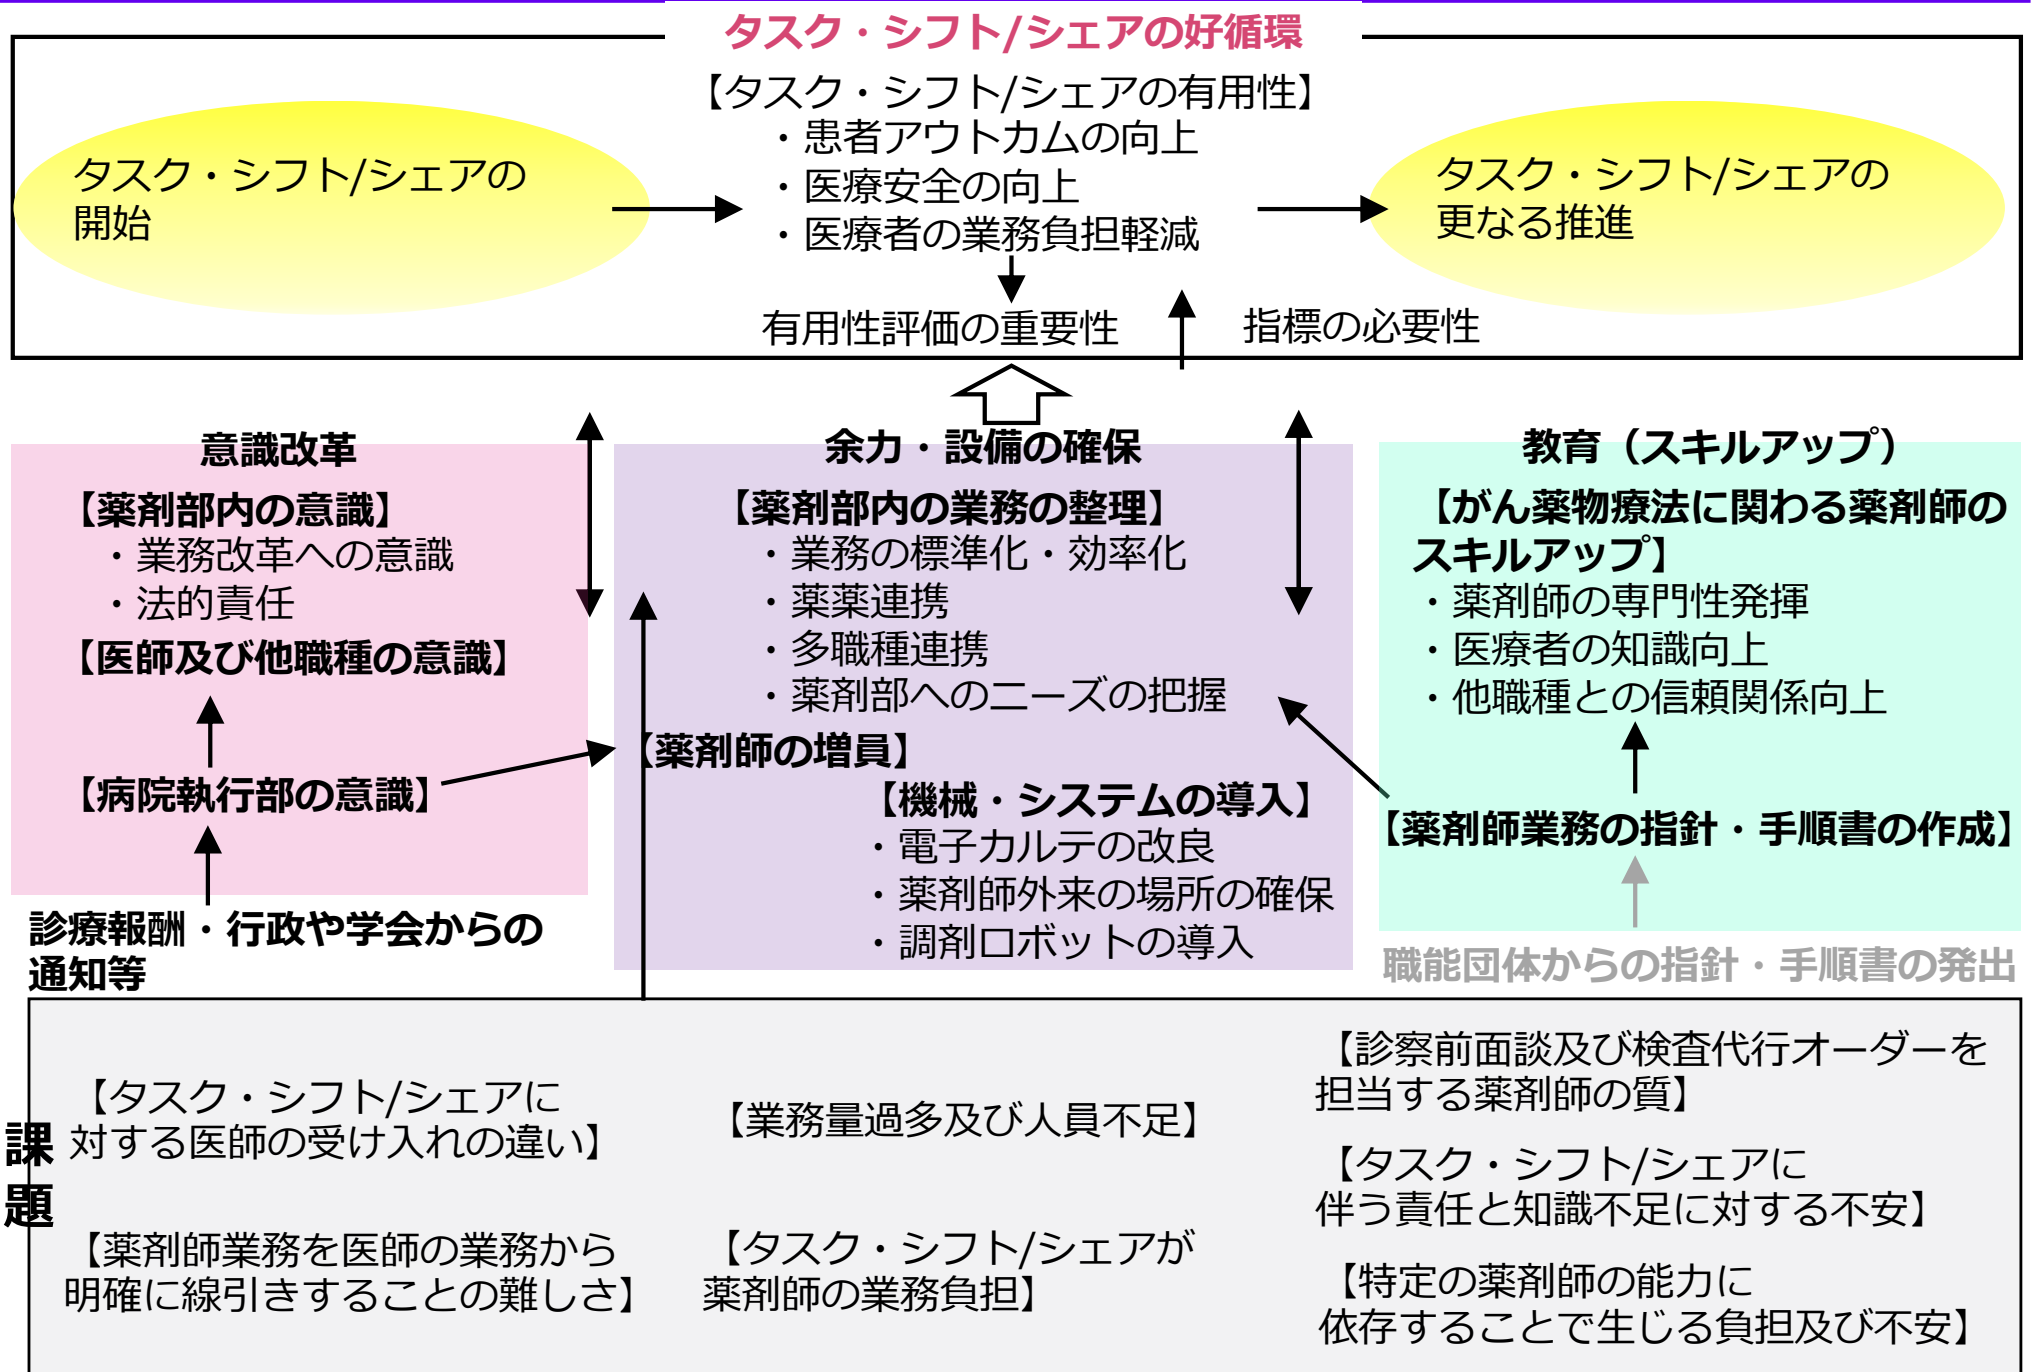 タスク・シフト/シェアの好循環
【タスク・シフト/シェアの有用性】
・患者アウトカムの向上
・医療安全の向上
・医療者の業務負担軽減
タスク・シフト/シェアの
開始
タスク・シフト/シェアの
更なる推進
有用性評価の重要性
指標の必要性
意識改革
【薬剤部内の意識】
・業務改革への意識
・法的責任
【医師及び他職種の意識】
【病院執行部の意識】
診療報酬・行政や学会からの
通知等
余力・設備の確保
【薬剤部内の業務の整理】
・業務の標準化・効率化
・薬薬連携
・多職種連携
・薬剤部へのニーズの把握
【薬剤師の増員】
【機械・システムの導入】
・電子カルテの改良
・薬剤師外来の場所の確保
・調剤ロボットの導入
教育（スキルアップ）
【がん薬物療法に関わる薬剤師の
スキルアップ】
・薬剤師の専門性発揮
・医療者の知識向上
・他職種との信頼関係向上
【薬剤師業務の指針・手順書の作成】
職能団体からの指針・手順書の発出
課
題
【タスク・シフト/シェアに
対する医師の受け入れの違い】
【薬剤師業務を医師の業務から
明確に線引きすることの難しさ】
【業務量過多及び人員不足】
【タスク・シフト/シェアが
薬剤師の業務負担】
【診察前面談及び検査代行オーダーを
担当する薬剤師の質】
【タスク・シフト/シェアに
伴う責任と知識不足に対する不安】
【特定の薬剤師の能力に
依存することで生じる負担及び不安】